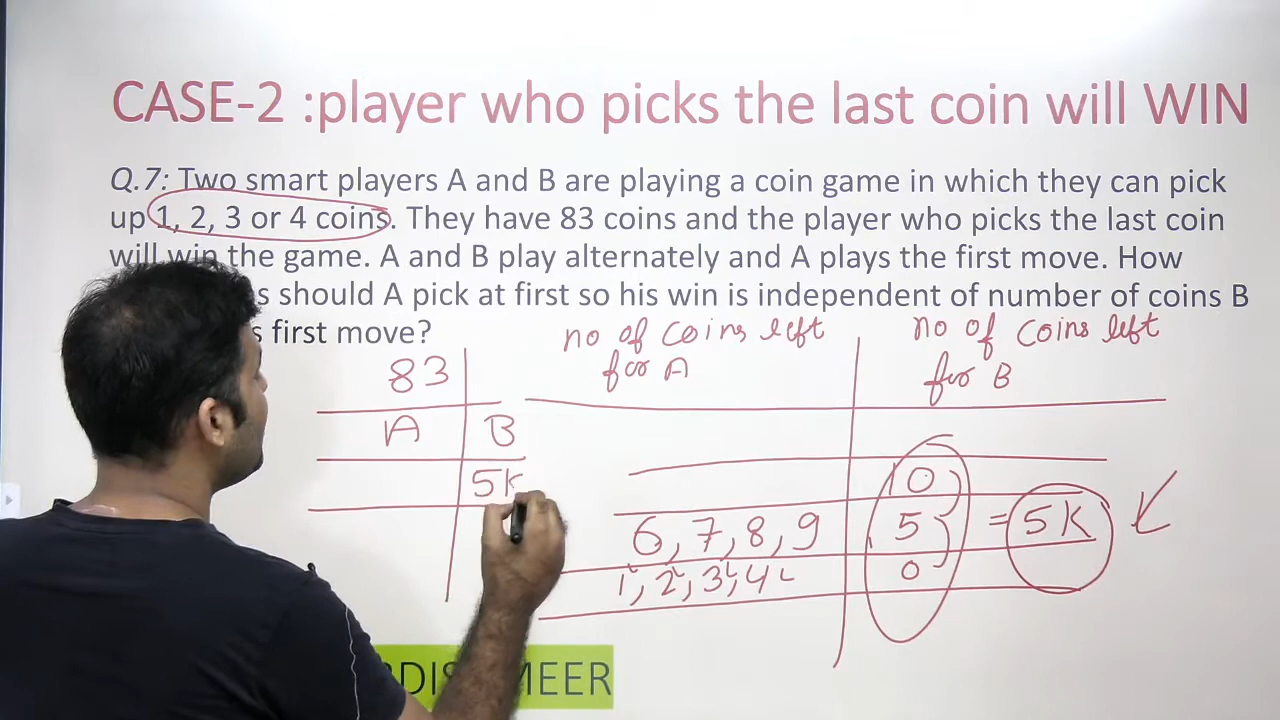 CASE-2 :player who picks the last coin will WIN
Q.7: Two smart players A and B are playing a coin game in which they can pick
up 1, 2, 3 or 4 coins. They have 83 coins and the player who picks the last coin
will win the game. A and B play alternately and A plays the first move. How
should A pick at first so his win is independent of number of coins B
first move?
no of coins left
for A
no of coins left
for B
83
A B
5K
10
6, 7, 8, 9 5 = 5K
1, 2, 3, 4 0
MEER